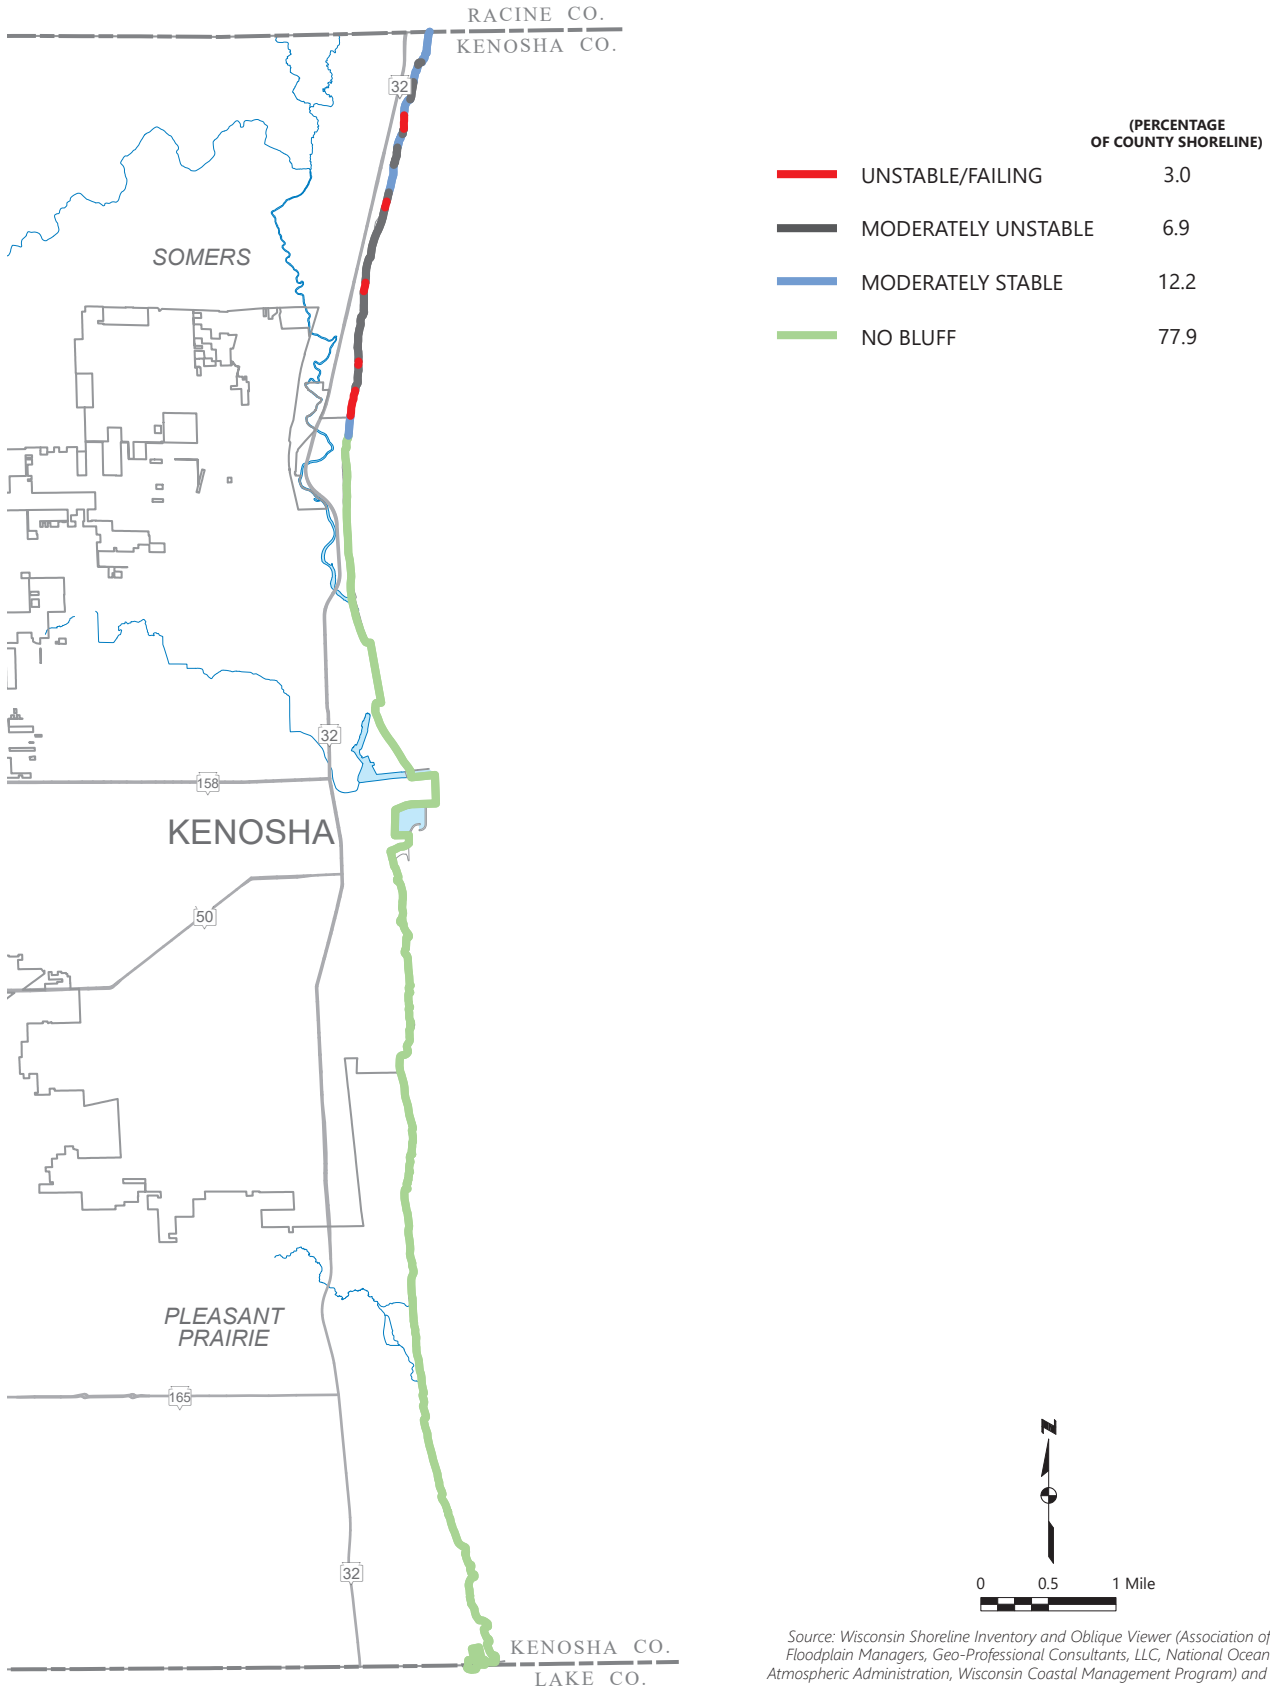 RACINE CO.
KENOSHA CO.
32
(PERCENTAGE
OF COUNTY SHORELINE)
UNSTABLE/FAILING 3.0
MODERATELY UNSTABLE 6.9
MODERATELY STABLE 12.2
NO BLUFF 77.9
SOMERS
32
158
KENOSHA
50
PLEASANT
PRAIRIE
165
32
N
0 0.5 1 Mile
KENOSHA CO.
LAKE CO.
Source: Wisconsin Shoreline Inventory and Oblique Viewer (Association of
Floodplain Managers, Geo-Professional Consultants, LLC, National Ocean
Atmospheric Administration, Wisconsin Coastal Management Program) and